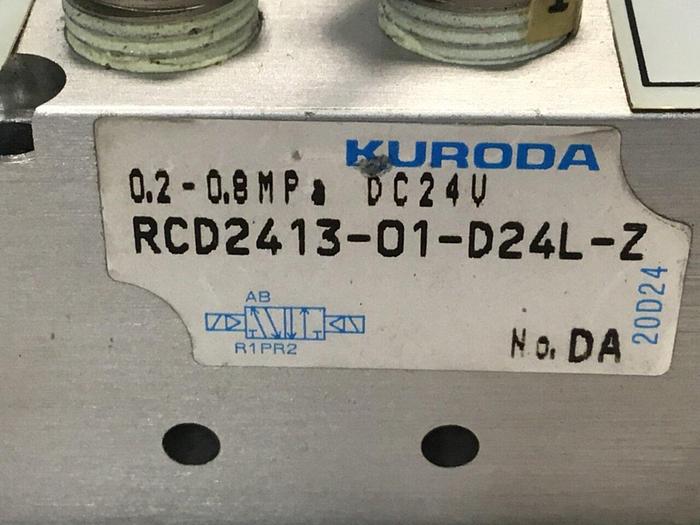 KURODA
0.2-0.8MPa DC24V
RCD2413-01-D24L-Z
AB
R1PR2
No. DA
20D24